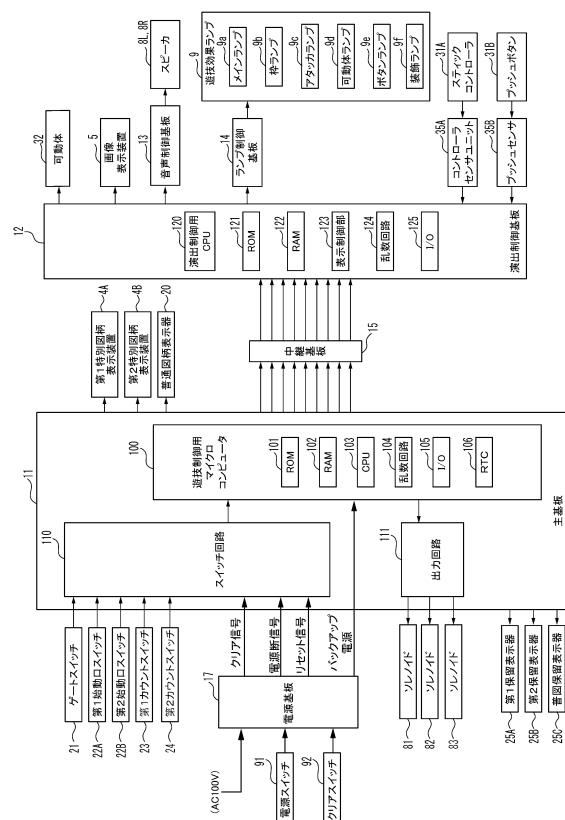 32
可動体
5
画像
表示装置
13
音声制御基板
8L、8R
スピーカ
9
遊技効果ランプ
9a
メインランプ
9b
枠ランプ
9c
アタッカランプ
9d
可動体ランプ
9e
ボタンランプ
9f
装飾ランプ
14
ランプ制御
基板
31A
スティック
コントローラ
35A
コントローラ
センサユニット
31B
プッシュボタン
35B
プッシュセンサ
12
120
演出制御用
CPU
121
ROM
122
RAM
123
表示制御部
124
乱数回路
125
I/O
演出制御基板
4A
第1特別図柄
表示装置
4B
第2特別図柄
表示装置
20
普通図柄表示器
中継基板
15
11
100
遊技制御用
マイクロ
コンピュータ
101
ROM
102
RAM
103
CPU
104
乱数回路
105
I/O
106
RTC
主基板
110
スイッチ回路
111
出力回路
クリア信号
電源断信号
リセット信号
バックアップ
電源
ゲートスイッチ
21
第1始動口スイッチ
22A
第2始動口スイッチ
22B
第1カウントスイッチ
23
第2カウントスイッチ
24
17
電源基板
(AC100V)
91
電源スイッチ
92
クリアスイッチ
ソレノイド
81
ソレノイド
82
ソレノイド
83
第1保留表示器
25A
第2保留表示器
25B
普図保留表示器
25C